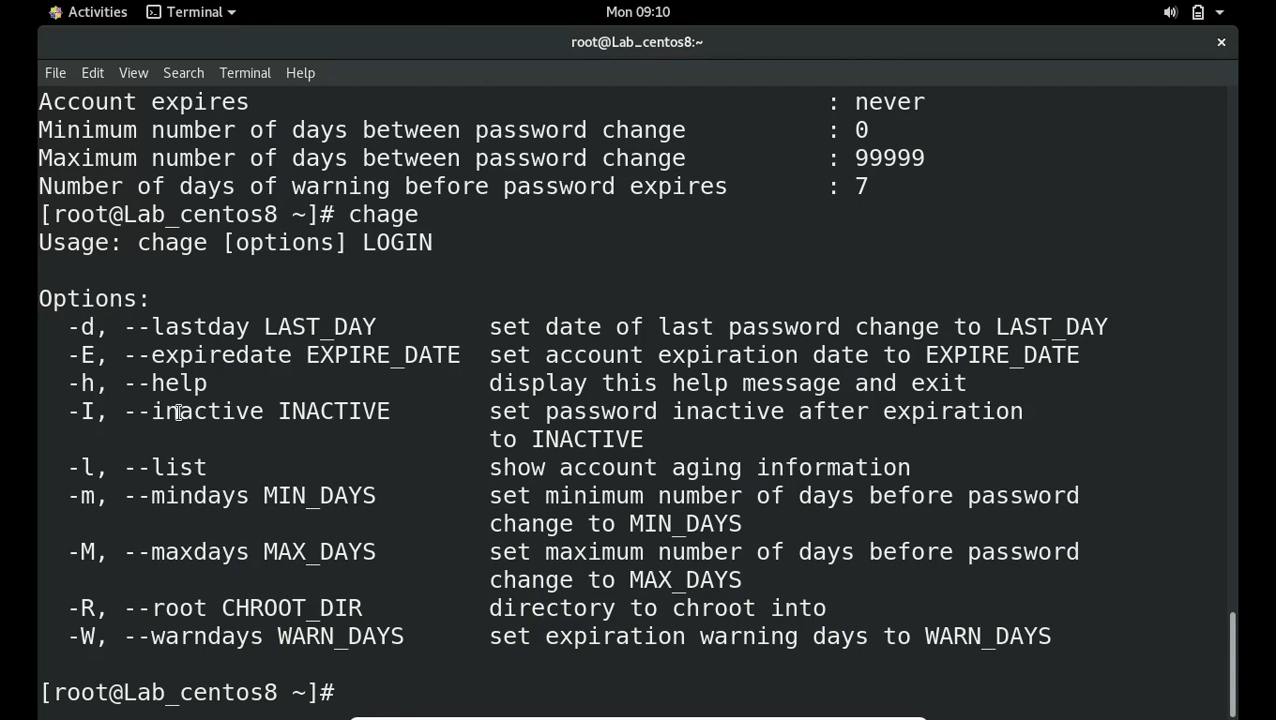 Activities Terminal Mon 09:10
root@Lab_centos8:~ ×
File Edit View Search Terminal Help
Account expires : never
Minimum number of days between password change : 0
Maximum number of days between password change : 99999
Number of days of warning before password expires : 7
[root@Lab_centos8 ~]# chage
Usage: chage [options] LOGIN
Options:
-d, --lastday LAST_DAY set date of last password change to LAST_DAY
-E, --expiredate EXPIRE_DATE set account expiration date to EXPIRE_DATE
-h, --help display this help message and exit
-I, --inactive INACTIVE set password inactive after expiration
to INACTIVE
-l, --list show account aging information
-m, --mindays MIN_DAYS set minimum number of days before password
change to MIN_DAYS
-M, --maxdays MAX_DAYS set maximum number of days before password
change to MAX_DAYS
-R, --root CHROOT_DIR directory to chroot into
-W, --warndays WARN_DAYS set expiration warning days to WARN_DAYS
[root@Lab_centos8 ~]#